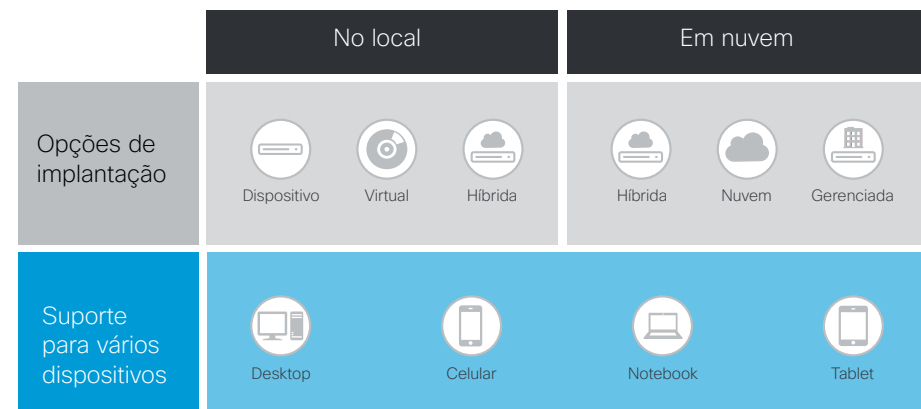 No local
Em nuvem
Opções de
implantação
Dispositivo
Virtual
Híbrida
Híbrida
Nuvem
Gerenciada
Suporte
para vários
dispositivos
Desktop
Celular
Notebook
Tablet